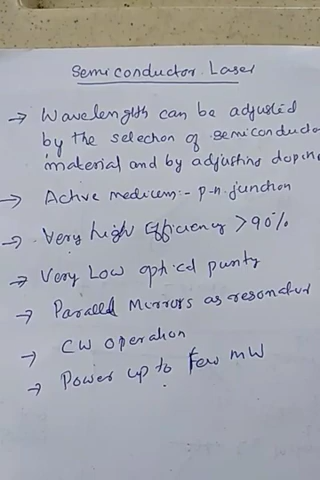 Semiconductor Laser
→ Wavelength can be adjusted
by the selection of semiconductor
material and by adjusting doping
→ Active medium:- p-n junction
→ Very high Efficiency > 90%
→ Very Low optical purity
→ Parallel Mirrors as resonator
→ CW operation
→ Power up to Few mW